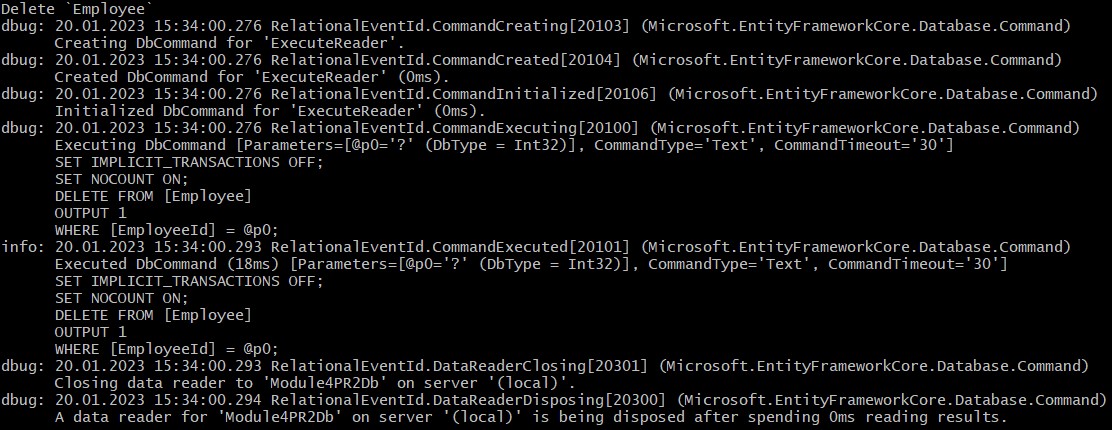 Delete `Employee`
dbug: 20.01.2023 15:34:00.276 RelationalEventId.CommandCreating[20103] (Microsoft.EntityFrameworkCore.Database.Command)
Creating DbCommand for 'ExecuteReader'.
dbug: 20.01.2023 15:34:00.276 RelationalEventId.CommandCreated[20104] (Microsoft.EntityFrameworkCore.Database.Command)
Created DbCommand for 'ExecuteReader' (0ms).
dbug: 20.01.2023 15:34:00.276 RelationalEventId.CommandInitialized[20106] (Microsoft.EntityFrameworkCore.Database.Command)
Initialized DbCommand for 'ExecuteReader' (0ms).
dbug: 20.01.2023 15:34:00.276 RelationalEventId.CommandExecuting[20100] (Microsoft.EntityFrameworkCore.Database.Command)
Executing DbCommand [Parameters=[@p0='?' (DbType = Int32)], CommandType='Text', CommandTimeout='30']
SET IMPLICIT_TRANSACTIONS OFF;
SET NOCOUNT ON;
DELETE FROM [Employee]
OUTPUT 1
WHERE [EmployeeId] = @p0;
info: 20.01.2023 15:34:00.293 RelationalEventId.CommandExecuted[20101] (Microsoft.EntityFrameworkCore.Database.Command)
Executed DbCommand (18ms) [Parameters=[@p0='?' (DbType = Int32)], CommandType='Text', CommandTimeout='30']
SET IMPLICIT_TRANSACTIONS OFF;
SET NOCOUNT ON;
DELETE FROM [Employee]
OUTPUT 1
WHERE [EmployeeId] = @p0;
dbug: 20.01.2023 15:34:00.293 RelationalEventId.DataReaderClosing[20301] (Microsoft.EntityFrameworkCore.Database.Command)
Closing data reader to 'Module4PR2Db' on server '(local)'.
dbug: 20.01.2023 15:34:00.294 RelationalEventId.DataReaderDisposing[20300] (Microsoft.EntityFrameworkCore.Database.Command)
A data reader for 'Module4PR2Db' on server '(local)' is being disposed after spending 0ms reading results.